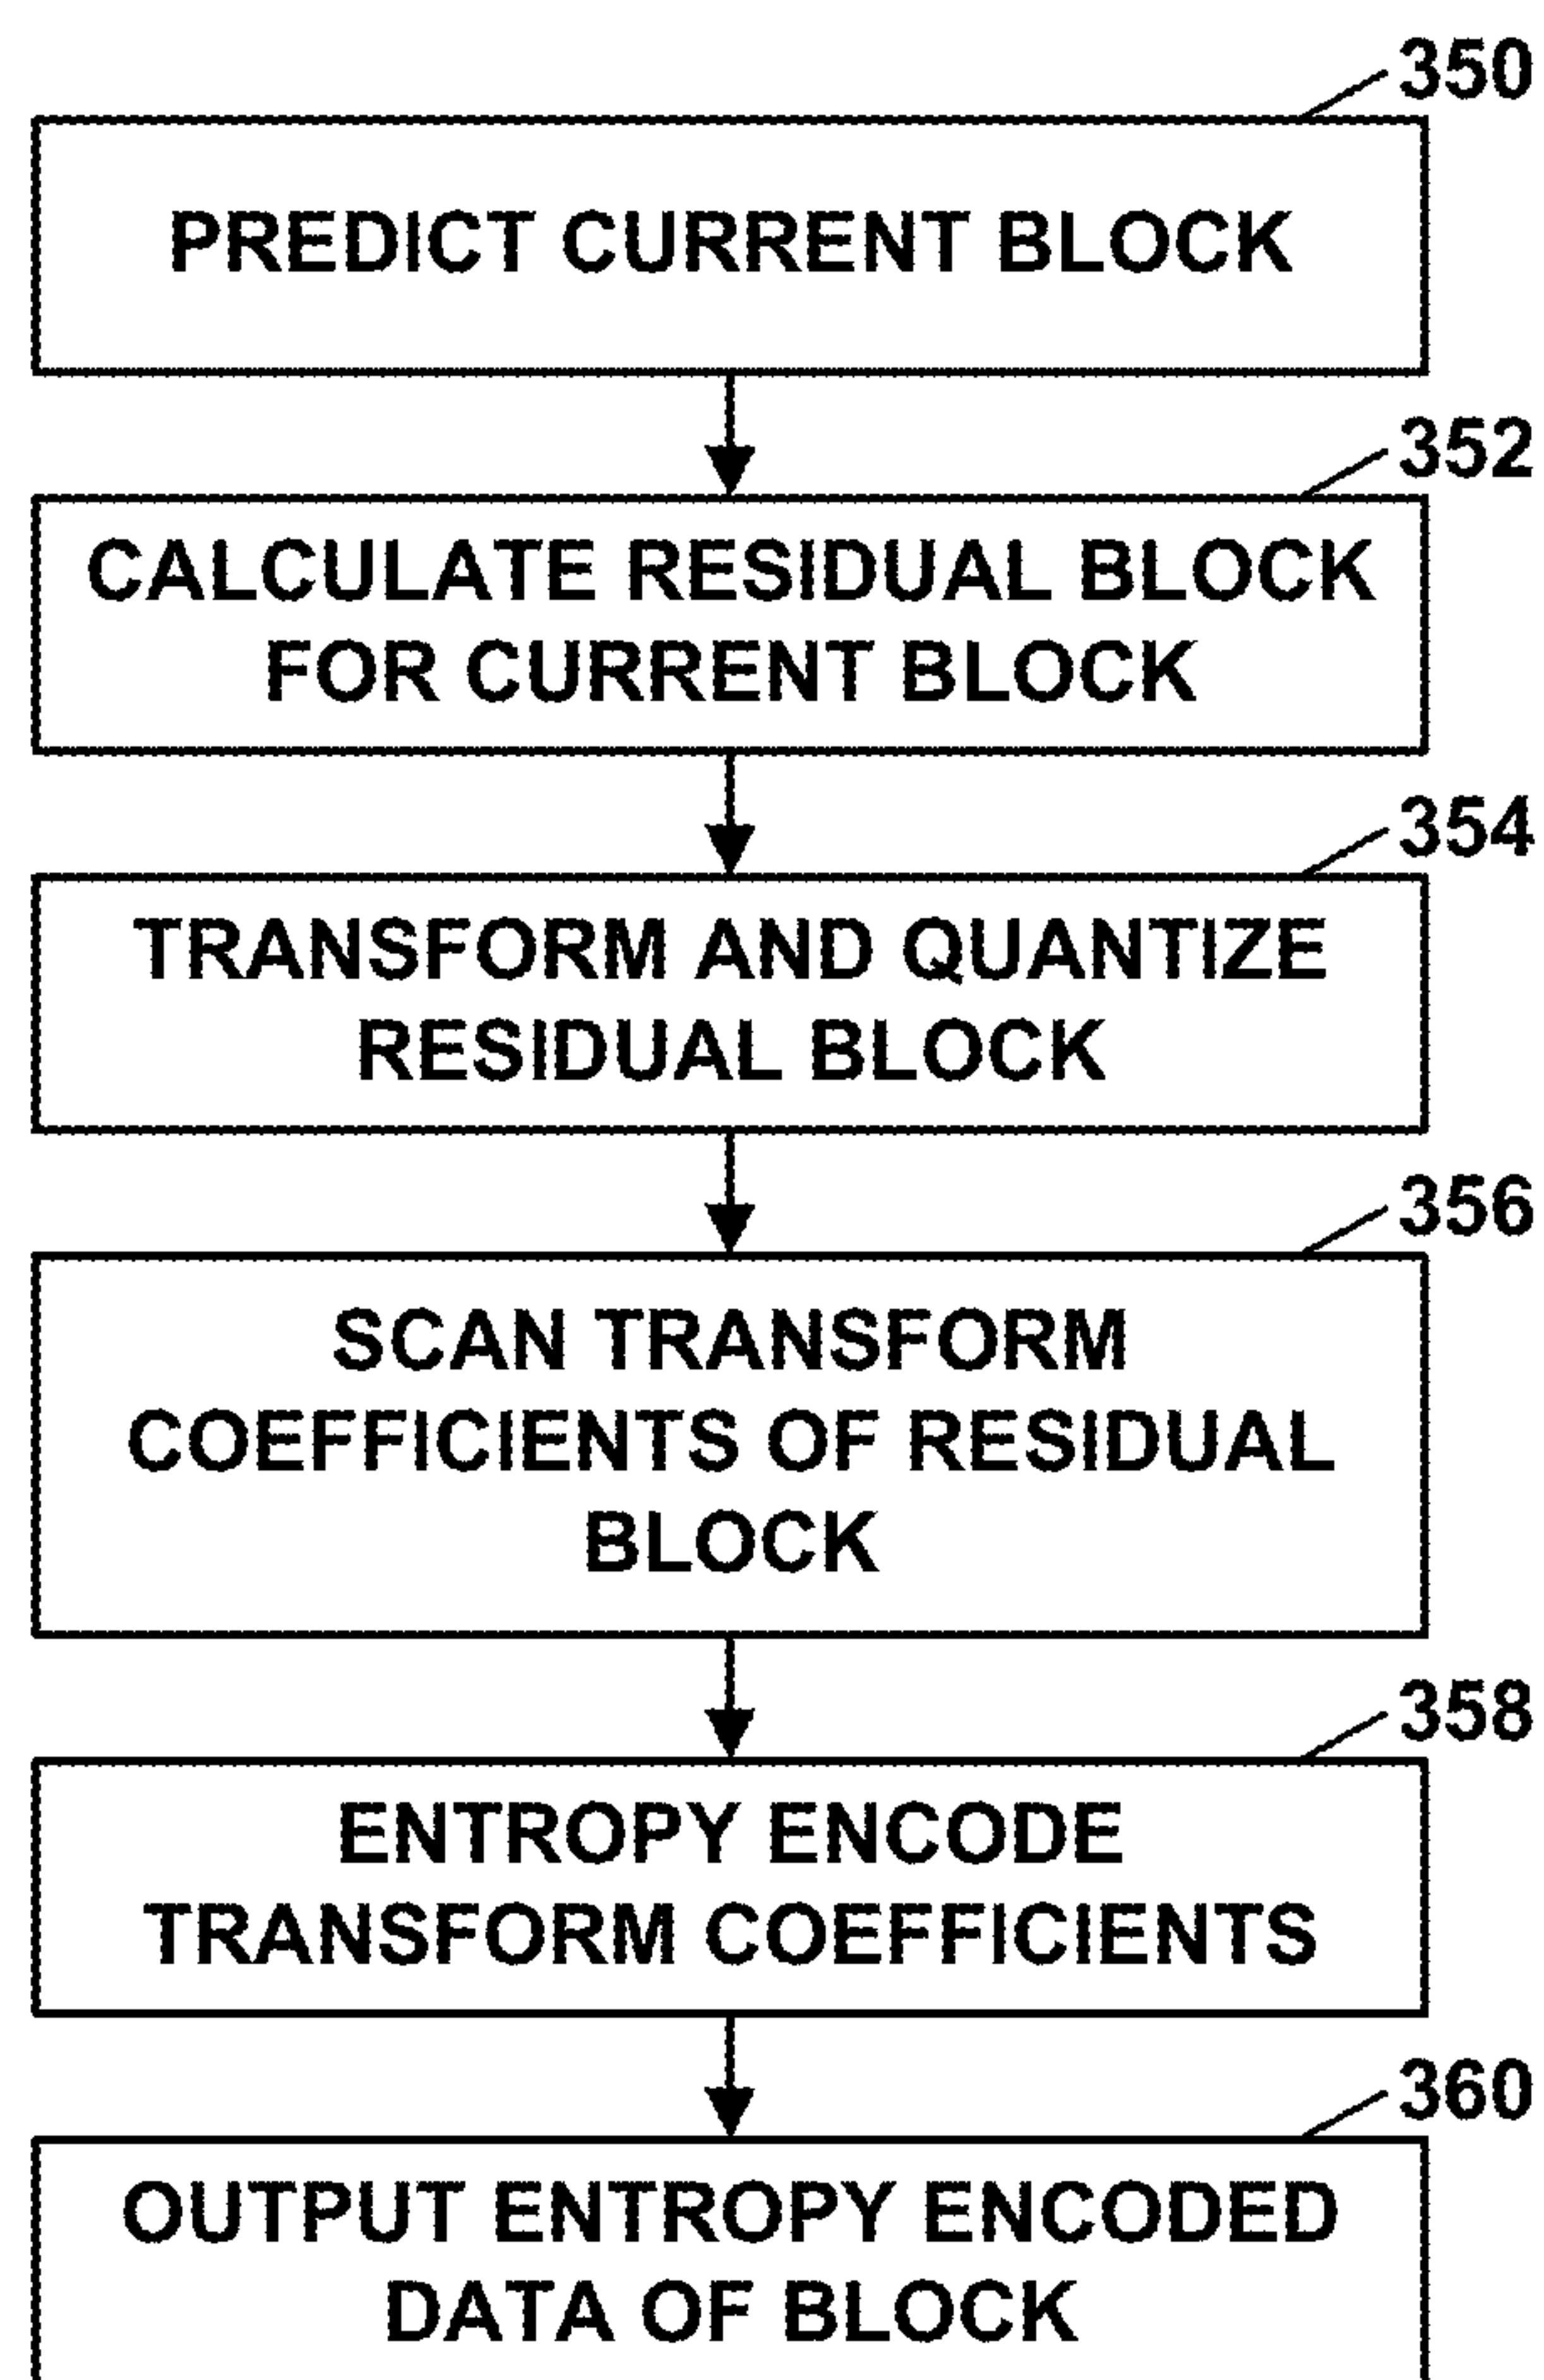 350
PREDICT CURRENT BLOCK
352
CALCULATE RESIDUAL BLOCK
FOR CURRENT BLOCK
354
TRANSFORM AND QUANTIZE
RESIDUAL BLOCK
356
SCAN TRANSFORM
COEFFICIENTS OF RESIDUAL
BLOCK
358
ENTROPY ENCODE
TRANSFORM COEFFICIENTS
360
OUTPUT ENTROPY ENCODED
DATA OF BLOCK